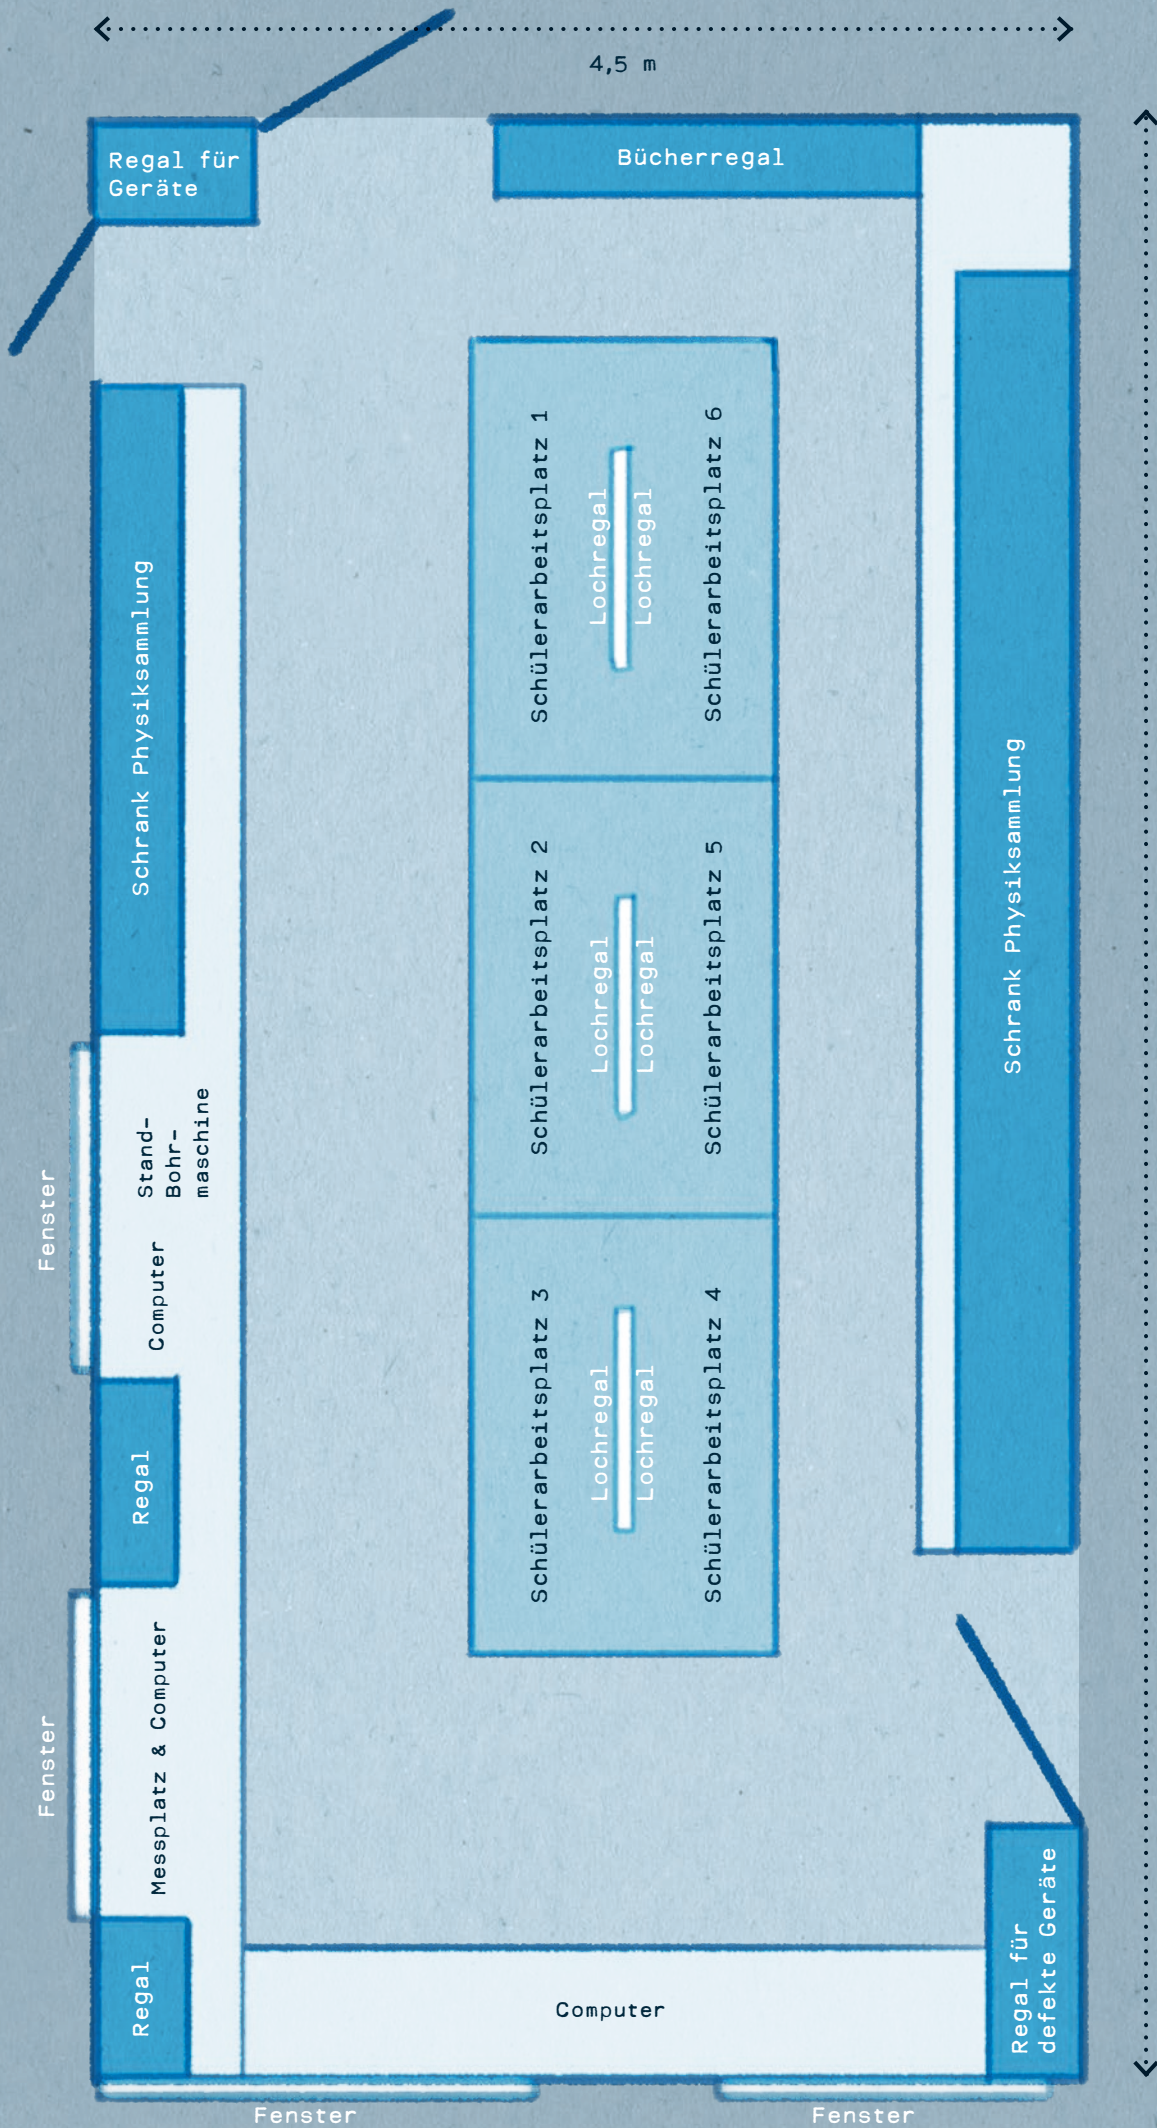 4,5 m
Regal für
Geräte
Bücherregal
Schülerarbeitsplatz 1
Lochregal
Lochregal
Schülerarbeitsplatz 6
Schrank Physiksammlung
Schrank Physiksammlung
Schülerarbeitsplatz 2
Lochregal
Lochregal
Schülerarbeitsplatz 5
Fenster
Stand-
Bohr-
maschine
Computer
Schülerarbeitsplatz 3
Lochregal
Lochregal
Schülerarbeitsplatz 4
Regal
Fenster
Messplatz & Computer
Regal
Computer
Regal für
defekte Geräte
Fenster
Fenster